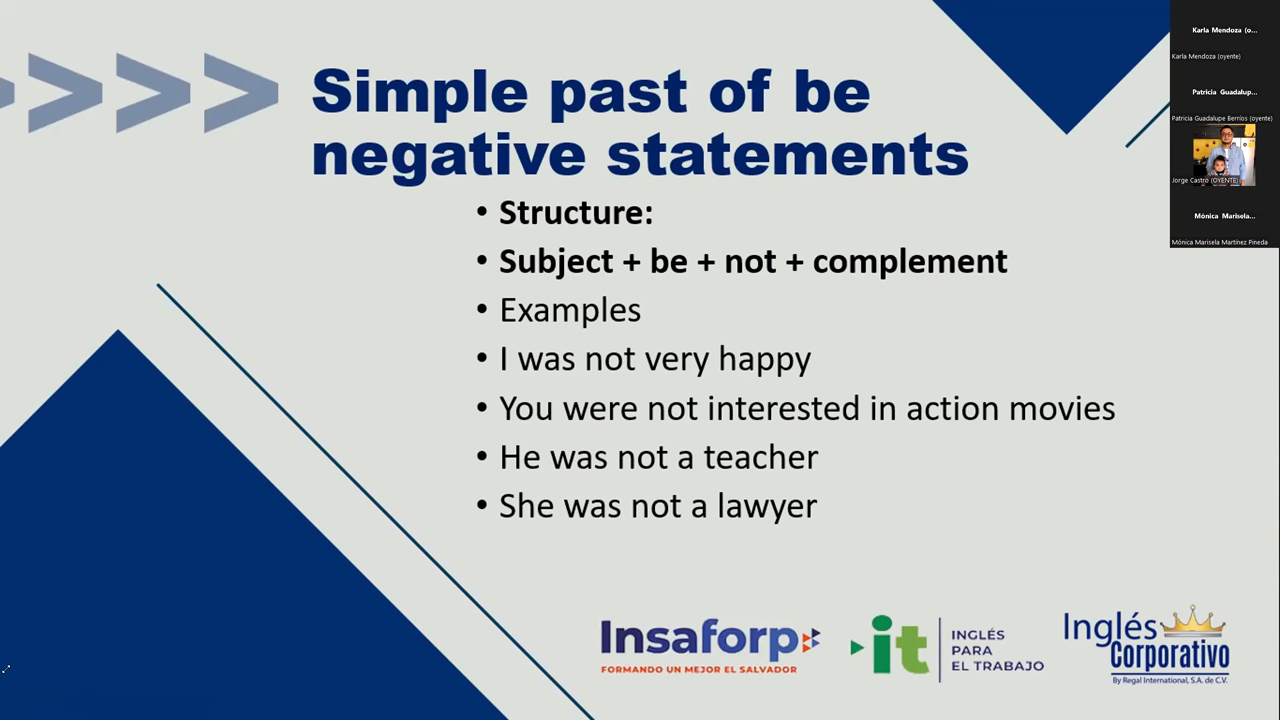 Simple past of be
negative statements
• Structure:
• Subject + be + not + complement
• Examples
• I was not very happy
• You were not interested in action movies
• He was not a teacher
• She was not a lawyer
Insaforp
FORMANDO UN MEJOR EL SALVADOR
it
INGLÉS
PARA
EL TRABAJO
Inglés
Corporativo
By Regal International, S.A. de C.V.
Karla Mendoza (o...
Karla Mendoza (oyente)
Patricia Guadalup...
Patricia Guadalupe Berríos (oyente)
Jorge Castro (OYENTE)
Mónica Marisela...
Mónica Marisela Martínez Pineda